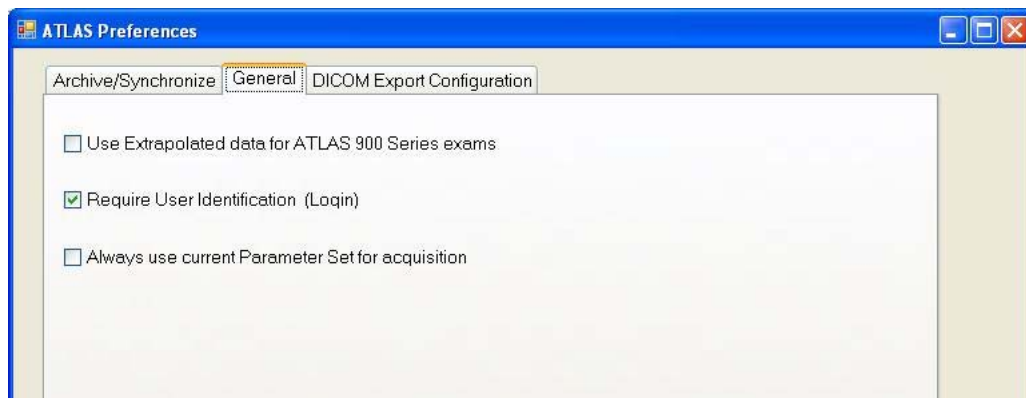 ATLAS Preferences
Archive/Synchronize General DICOM Export Configuration
Use Extrapolated data for ATLAS 900 Series exams
Require User Identification (Login)
Always use current Parameter Set for acquisition